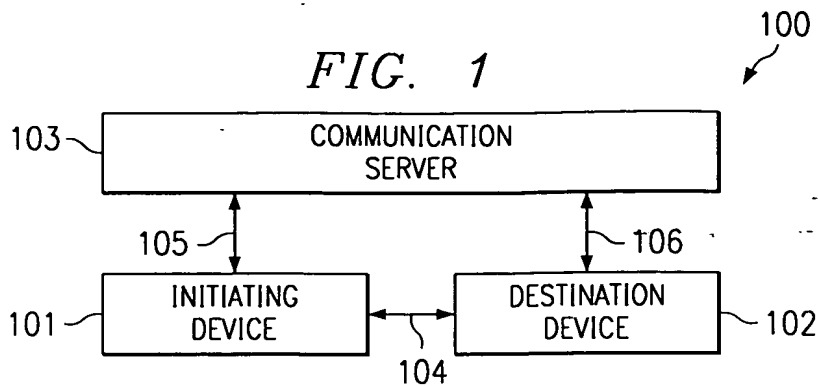 100
FIG. 1
103
COMMUNICATION
SERVER
105
106
101
INITIATING
DEVICE
104
DESTINATION
DEVICE
102